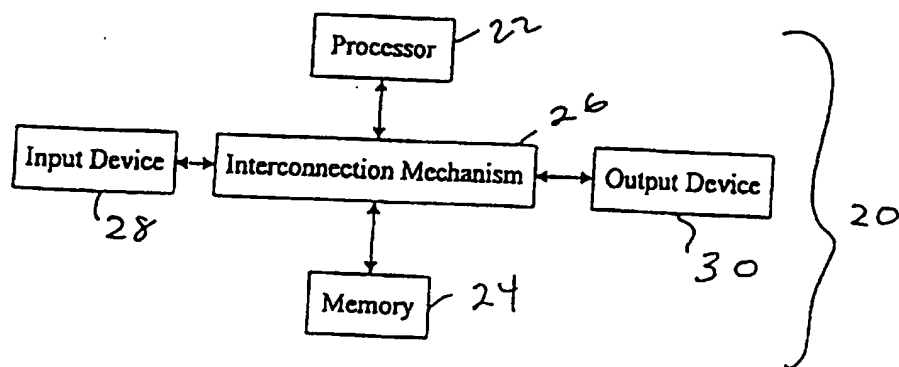 Processor
22
26
Input Device
Interconnection Mechanism
Output Device
28
30
20
Memory
24